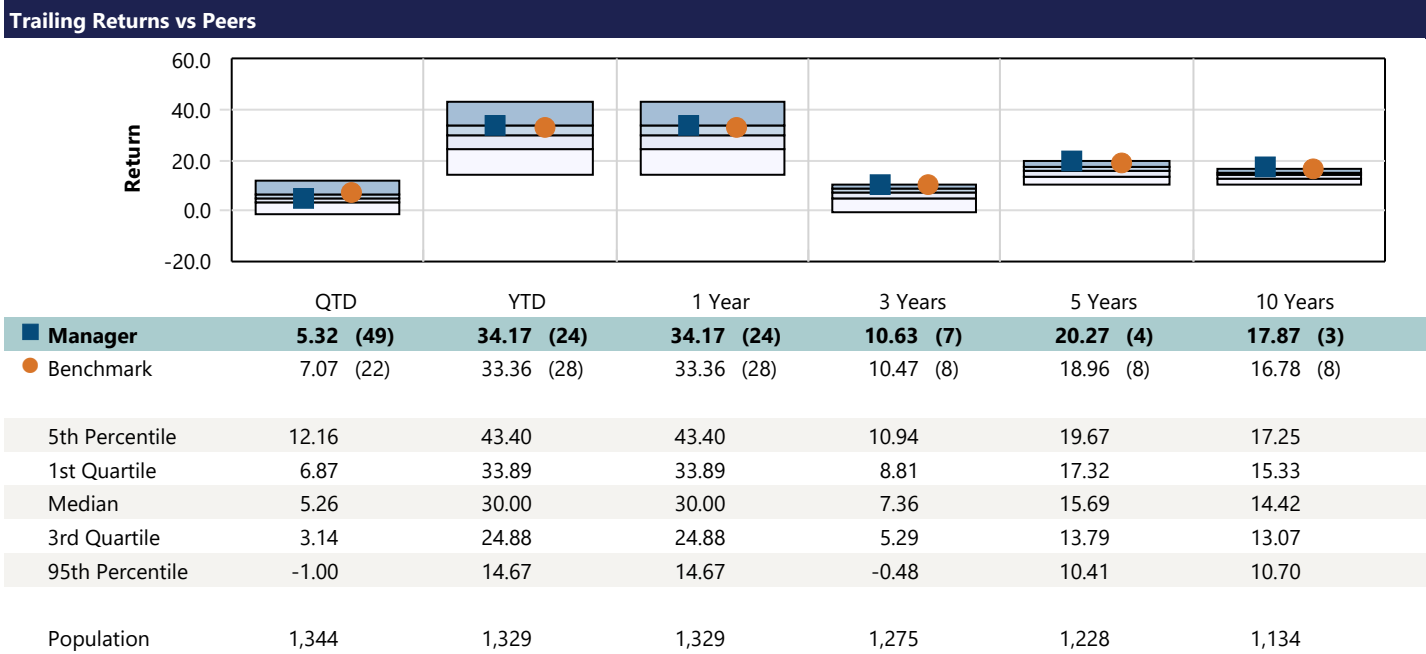 Trailing Returns vs Peers
60.0
40.0
20.0
0.0
-20.0
Return
QTD YTD 1 Year 3 Years 5 Years 10 Years
Manager 5.32 (49) 34.17 (24) 34.17 (24) 10.63 (7) 20.27 (4) 17.87 (3)
Benchmark 7.07 (22) 33.36 (28) 33.36 (28) 10.47 (8) 18.96 (8) 16.78 (8)
5th Percentile 12.16 43.40 43.40 10.94 19.67 17.25
1st Quartile 6.87 33.89 33.89 8.81 17.32 15.33
Median 5.26 30.00 30.00 7.36 15.69 14.42
3rd Quartile 3.14 24.88 24.88 5.29 13.79 13.07
95th Percentile -1.00 14.67 14.67 -0.48 10.41 10.70
Population 1,344 1,329 1,329 1,275 1,228 1,134